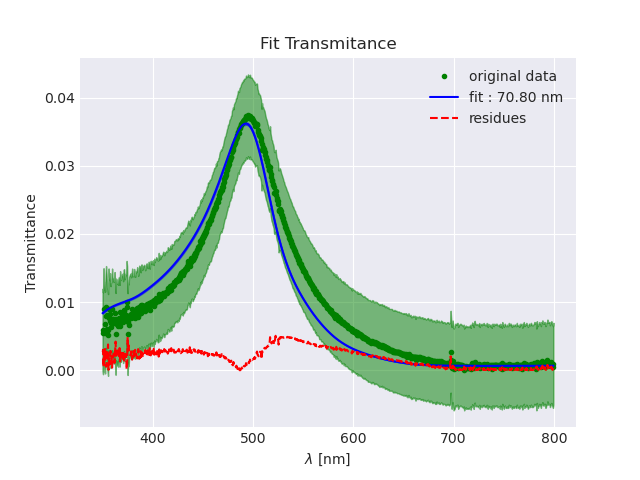 Fit Transmitance
original data
fit : 70.80 nm
residues
Transmittance
0.04
0.03
0.02
0.01
0.00
400 500 600 700 800
λ [nm]